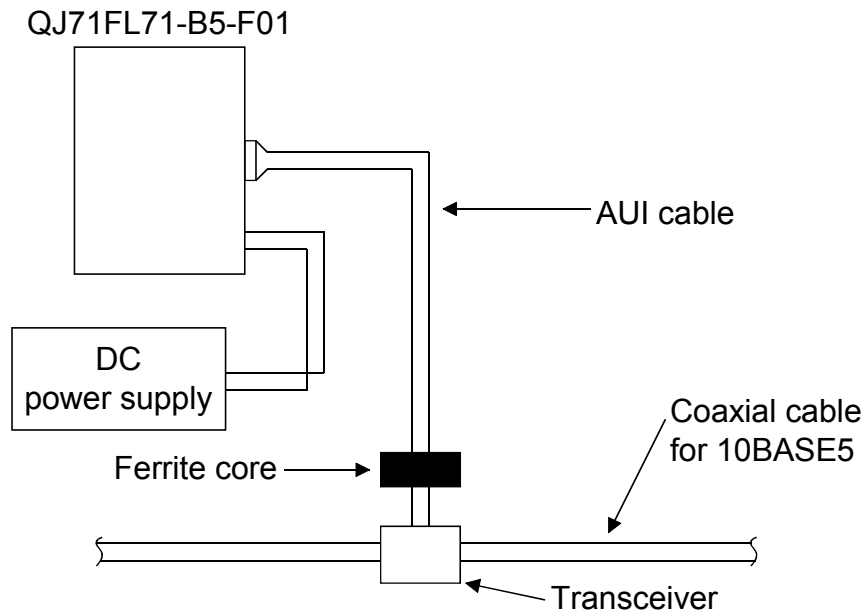 QJ71FL71-B5-F01
AUI cable
DC
power supply
Coaxial cable
for 10BASE5
Ferrite core
Transceiver